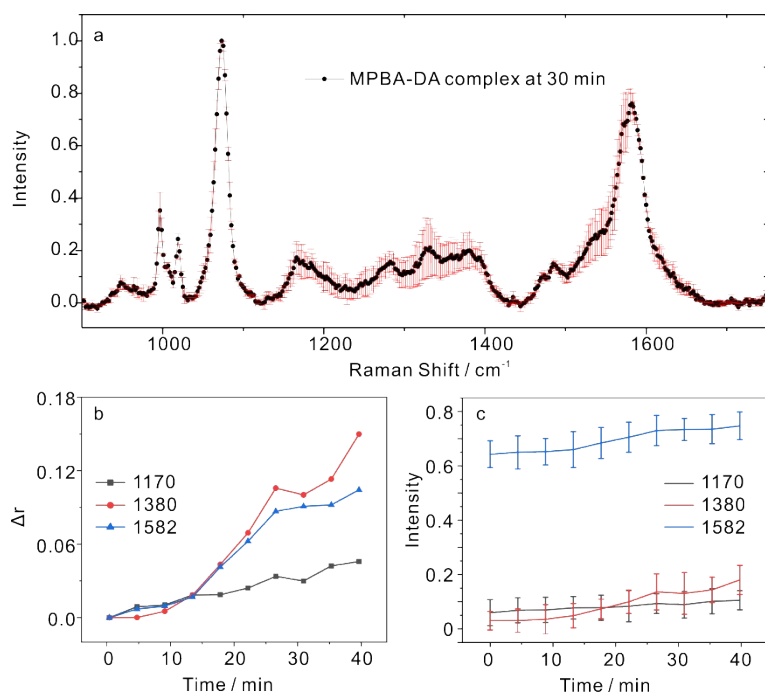 a
1.0
0.8
0.6
0.4
0.2
0.0
Intensity
MPBA-DA complex at 30 min
1000 1200 1400 1600
Raman Shift / cm⁻¹
b
0.18
0.12
0.06
0.0
Δr
1170
1380
1582
0 10 20 30 40
Time / min
c
0.8
0.6
0.4
0.2
0
Intensity
1170
1380
1582
0 10 20 30 40
Time / min